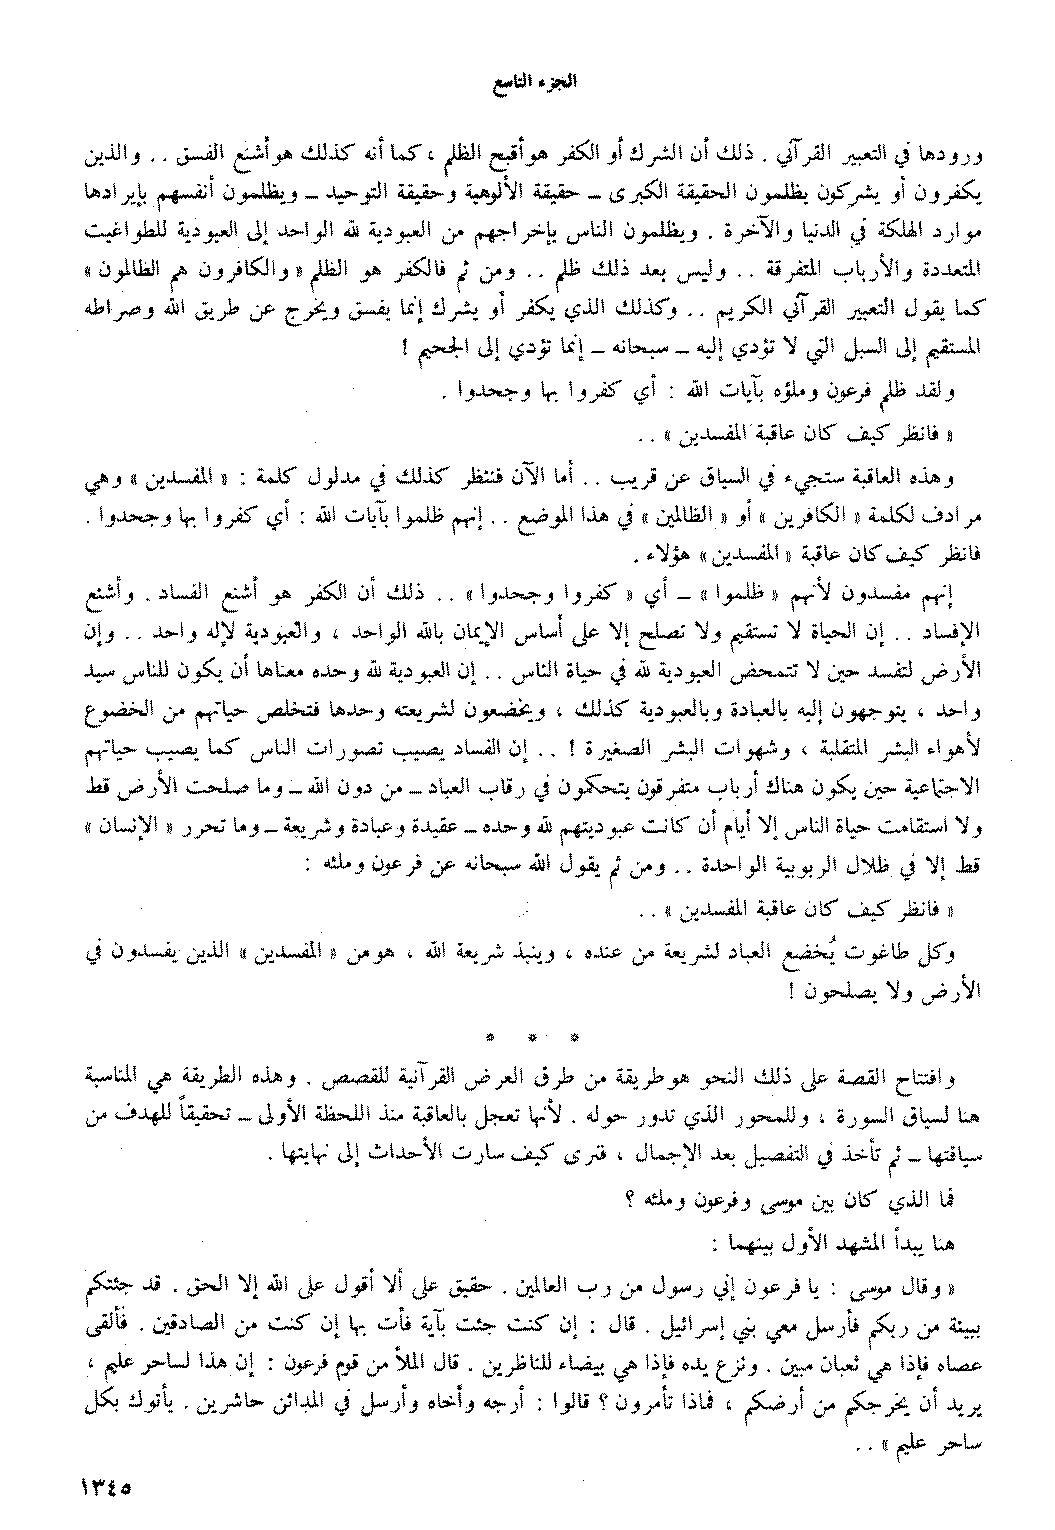 الجزء التاسع
ورودها في التعبير القرآني . ذلك أن الشرك أو الكفر هو أقبح الظلم ، كما أنه كذلك هو أشنع الفسق .. والذين
يكفرون أو يشركون يظلمون الحقيقة الكبرى – حقيقة الألوهية وحقيقة التوحيد – ويظلمون أنفسهم بإيرادها
موارد الهلكة في الدنيا والآخرة . ويظلمون الناس بإخراجهم من العبودية لله الواحد إلى العبودية للطواغيت
المتعددة والأرباب المتفرقة .. وليس بعد ذلك ظلم .. ومن ثم فالكفر هو الظلم « والكافرون هم الظالمون »
كما يقول التعبير القرآني الكريم .. وكذلك الذي يكفر أو يشرك إنما يفسق ويخرج عن طريق الله وصراطه
المستقيم إلى السبل التي لا تؤدي إليه – سبحانه – إنما تؤدي إلى الجحيم !
ولقد ظلم فرعون وملؤه بآيات الله : أي كفروا بها وجحدوا .
« فانظر كيف كان عاقبة المفسدين » ..
وهذه العاقبة ستجيء في السياق عن قريب .. أما الآن فننظر كذلك في مدلول كلمة : « المفسدين » وهي
مرادف لكلمة « الكافرين » أو « الظالمين » في هذا الموضع .. إنهم ظلموا بآيات الله : أي كفروا بها وجحدوا .
فانظر كيف كان عاقبة « المفسدين » هؤلاء .
إنهم مفسدون لأنهم « ظلموا » – أي « كفروا وجحدوا » .. ذلك أن الكفر هو أشنع الفساد . وأشنع
الإفساد .. إن الحياة لا تستقيم ولا تصلح إلا على أساس الإيمان بالله الواحد ، والعبودية لإله واحد .. وإن
الأرض لتفسد حين لا تتمحض العبودية لله في حياة الناس .. إن العبودية لله وحده معناها أن يكون للناس سيد
واحد ، يتوجهون إليه بالعبادة وبالعبودية كذلك ، ويخضعون لشريعته وحدها فتخلص حياتهم من الخضوع
لأهواء البشر المتقلبة ، وشهوات البشر الصغيرة ! .. إن الفساد يصيب تصورات الناس كما يصيب حياتهم
الاجتماعية حين يكون هناك أرباب متفرقون يتحكمون في رقاب العباد – من دون الله – وما صلحت الأرض قط
ولا استقامت حياة الناس إلا أيام أن كانت عبوديتهم لله وحده – عقيدة وعبادة وشريعة – وما تحرر « الإنسان »
قط إلا في ظلال الربوبية الواحدة .. ومن ثم يقول الله سبحانه عن فرعون وملئه :
« فانظر كيف كان عاقبة المفسدين » ..
وكل طاغوت يُخضع العباد لشريعة من عنده ، وينبذ شريعة الله ، هو من « المفسدين » الذين يفسدون في
الأرض ولا يصلحون !
* * *
وافتتاح القصة على ذلك النحو هو طريقة من طرق العرض القرآنية للقصص . وهذه الطريقة هي المناسبة
هنا لسياق السورة ، وللمحور الذي تدور حوله . لأنها تعجل بالعاقبة منذ اللحظة الأولى – تحقيقاً للهدف من
سياقتها – ثم تأخذ في التفصيل بعد الإجمال ، فنرى كيف سارت الأحداث إلى نهايتها .
فما الذي كان بين موسى وفرعون وملئه ؟
هنا يبدأ المشهد الأول بينهما :
« وقال موسى : يا فرعون إني رسول من رب العالمين . حقيق على ألا أقول على الله إلا الحق . قد جئتكم
ببينة من ربكم فأرسل معي بني إسرائيل . قال : إن كنت جئت بآية فأت بها إن كنت من الصادقين . فألقى
عصاه فإذا هي ثعبان مبين . ونزع يده فإذا هي بيضاء للناظرين . قال الملأ من قوم فرعون : إن هذا لساحر عليم ،
يريد أن يخرجكم من أرضكم ، فماذا تأمرون ؟ قالوا : أرجه وأخاه وأرسل في المدائن حاشرين . يأتوك بكل
ساحر عليم » ..
١٣٤٥